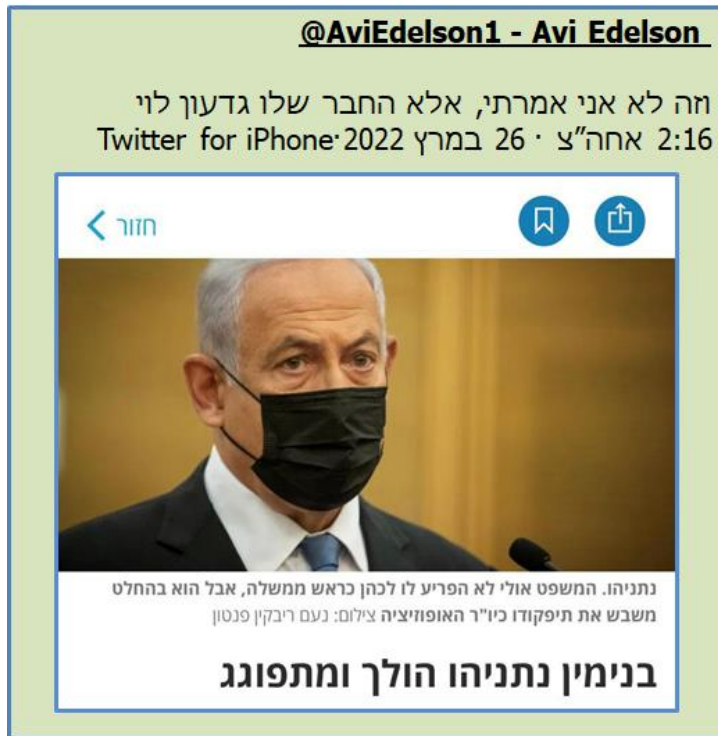 @AviEdelson1 - Avi Edelson
וזה לא אני אמרתי, אלא החבר שלו גדעון לוי
2:16 אחה"צ · 26 במרץ 2022·Twitter for iPhone
חזור
נתניהו. המשפט אולי לא הפריע לו לכהן כראש ממשלה, אבל הוא בהחלט
משבש את תיפקודו כיו"ר האופוזיציה צילום: נעם ריבקין פנטון
בנימין נתניהו הולך ומתפוגג